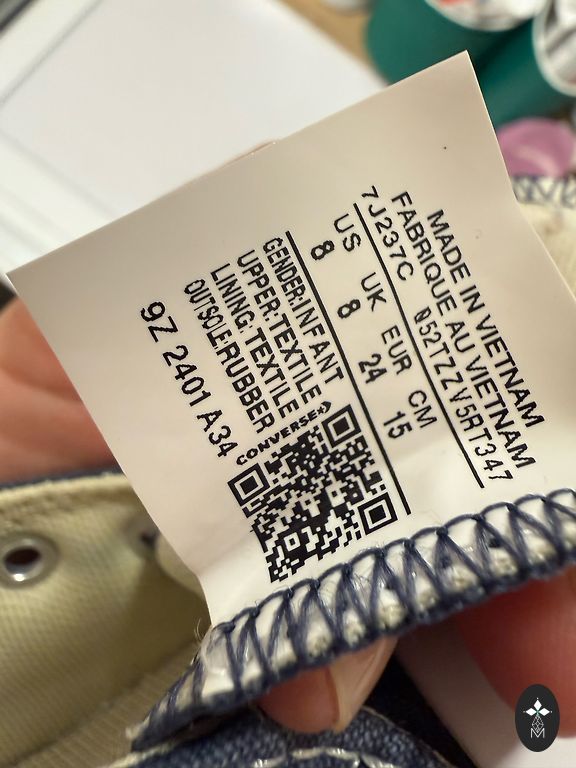 MADE IN VIETNAM
FABRIQUE AU VIETNAM
7J237C 052TZZV5RT347
US UK EUR CM
8 8 24 15
GENDER:INFANT
UPPER:TEXTILE
LINING:TEXTILE
OUTSOLE:RUBBER
CONVERSE
9Z 2401 A34
M